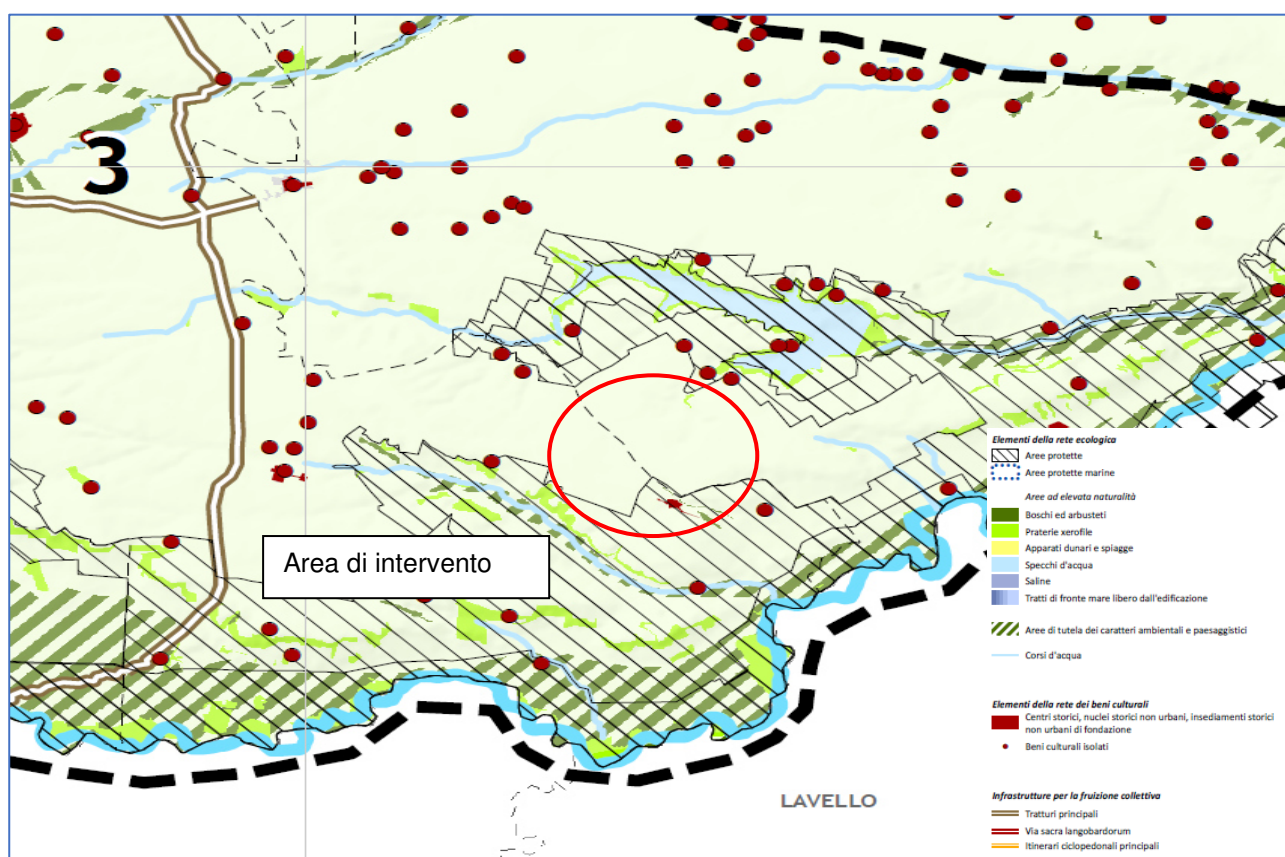 3
Area di intervento
LAVELLO
Elementi della rete ecologica
Aree protette
Aree protette marine
Aree ad elevata naturalità
Boschi ed arbusteti
Praterie xerofile
Apparati dunari e spiagge
Specchi d'acqua
Saline
Tratti di fronte mare libero dall'edificazione
Aree di tutela dei caratteri ambientali e paesaggistici
Corsi d'acqua
Elementi della rete dei beni culturali
Centri storici, nuclei storici non urbani, insediamenti storici
non urbani di fondazione
Beni culturali isolati
Infrastrutture per la fruizione collettiva
Tratturi principali
Via sacra langobardorum
Itinerari ciclopedonali principali